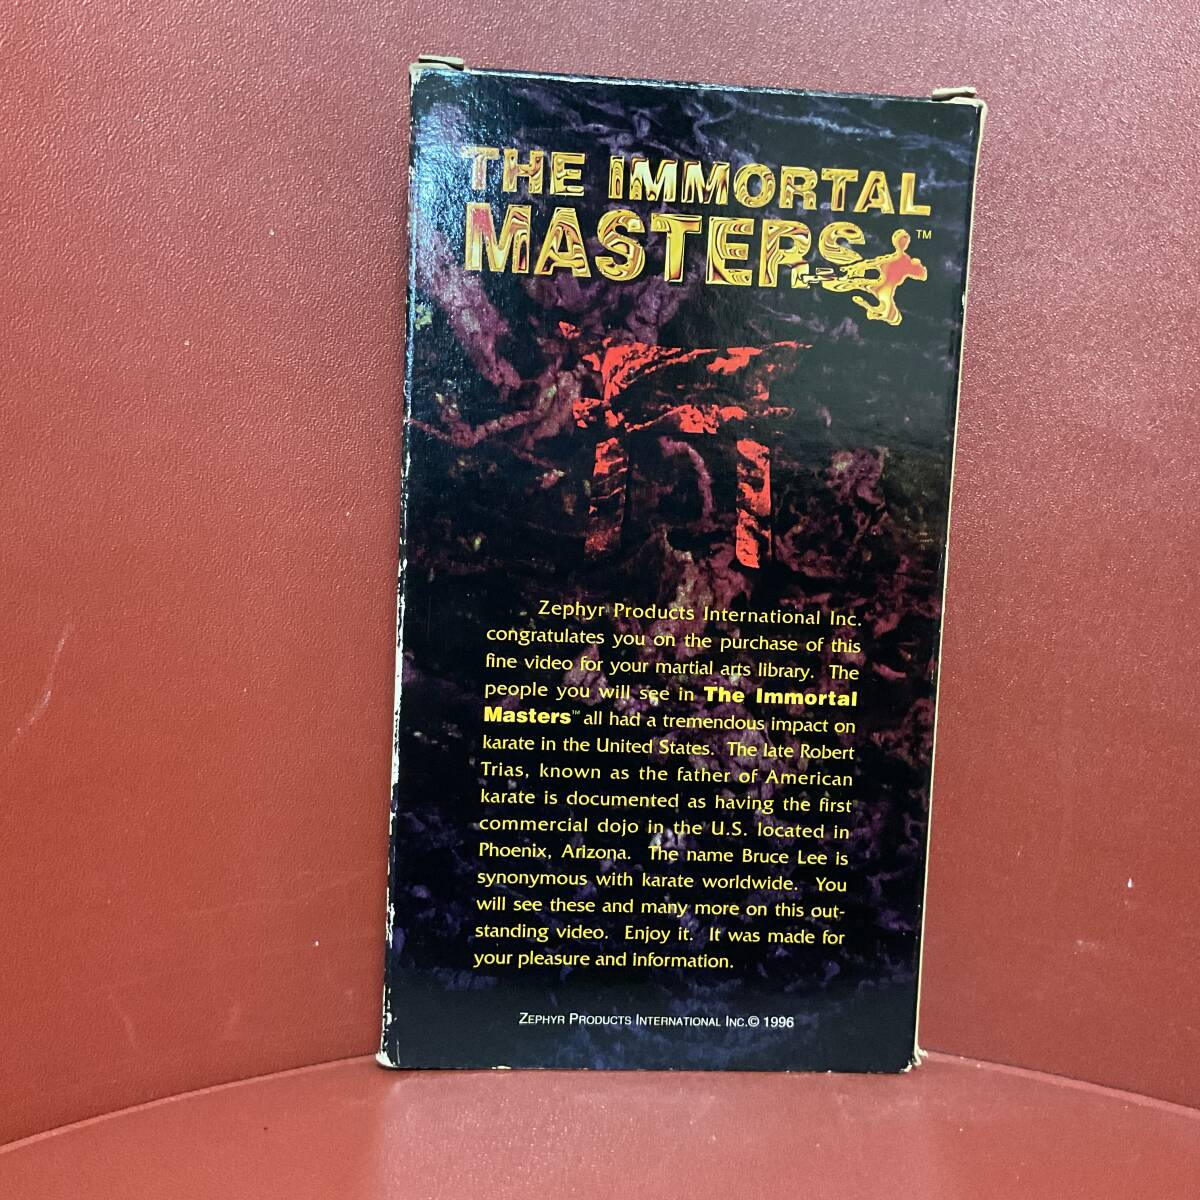 THE IMMORTAL
MASTERS™
Zephyr Products International Inc.
congratulates you on the purchase of this
fine video for your martial arts library. The
people you will see in The Immortal
Masters™ all had a tremendous impact on
karate in the United States. The late Robert
Trias, known as the father of American
karate is documented as having the first
commercial dojo in the U.S. located in
Phoenix, Arizona. The name Bruce Lee is
synonymous with karate worldwide. You
will see these and many more on this out-
standing video. Enjoy it. It was made for
your pleasure and information.
ZEPHYR PRODUCTS INTERNATIONAL INC.© 1996